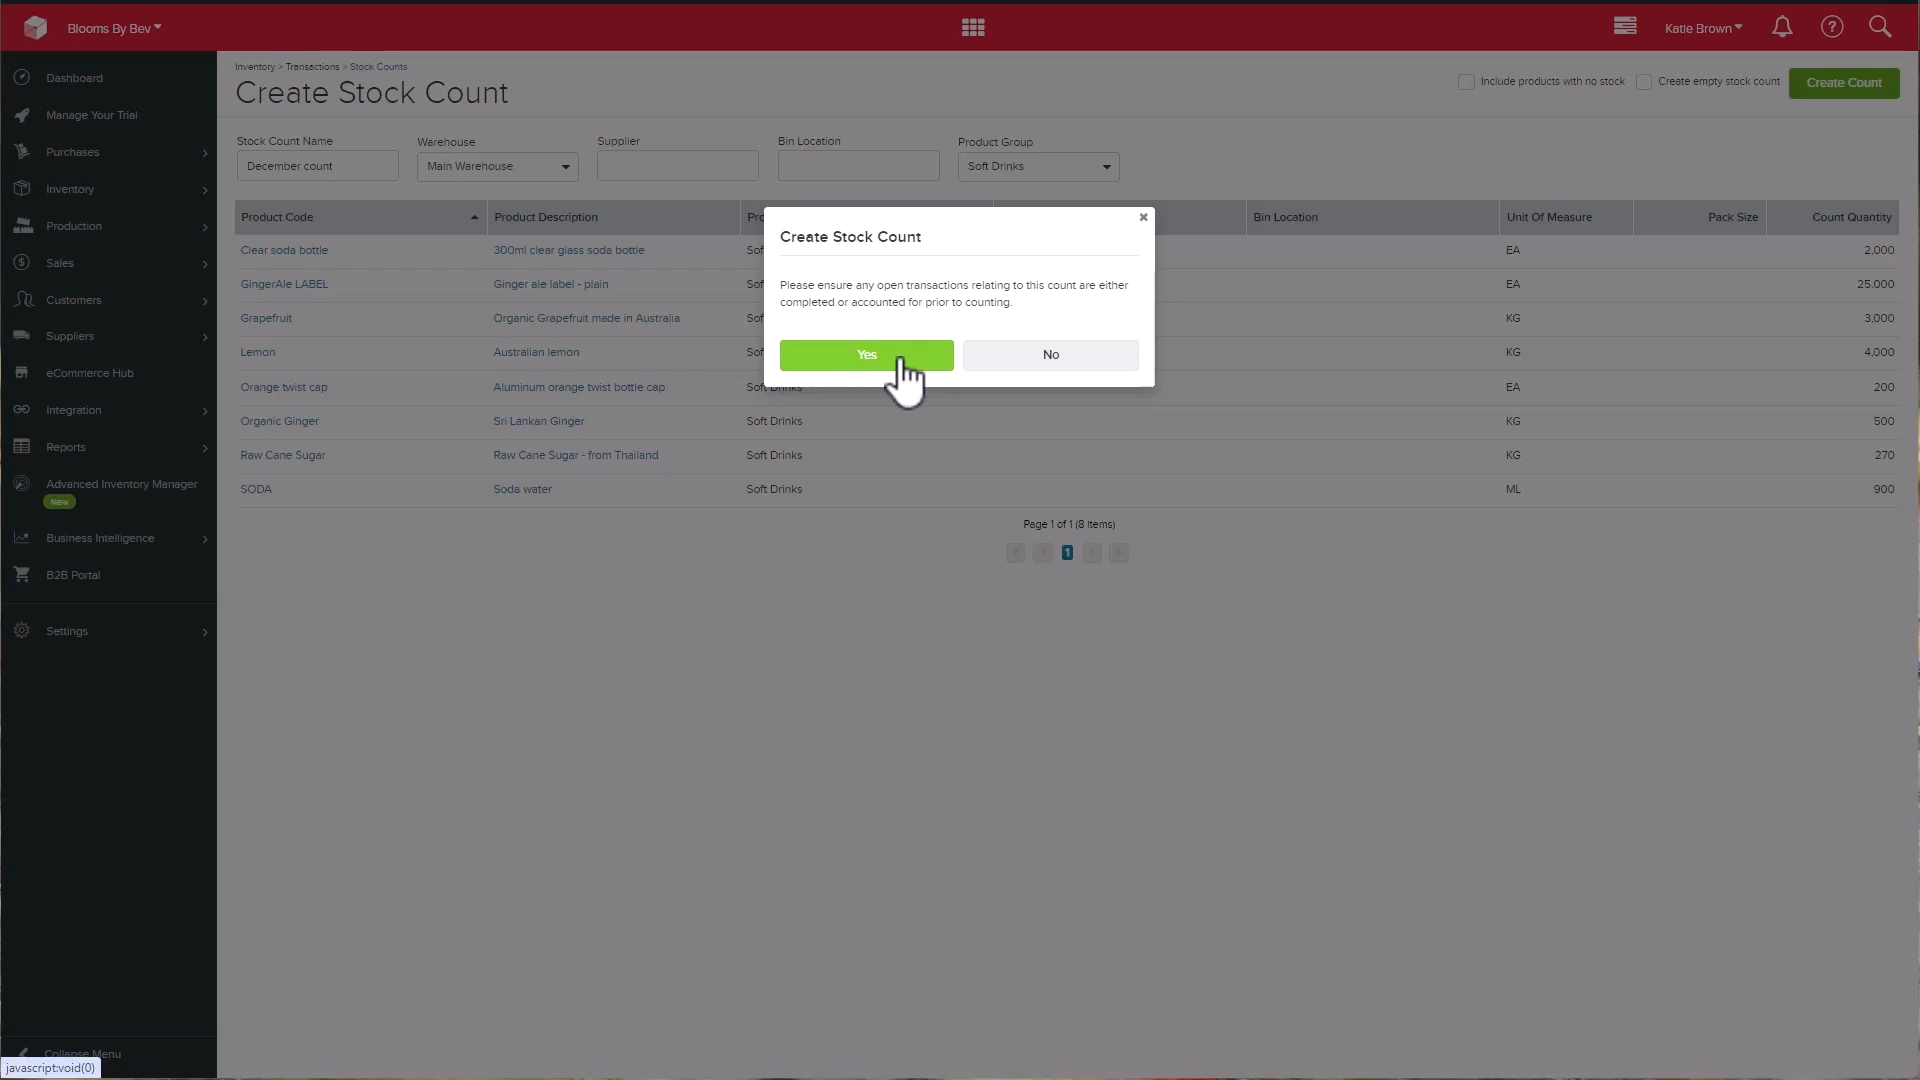 Blooms By Bev
Katie Brown
?
Dashboard
Manage Your Trial
Purchases
Inventory
Production
Sales
Customers
Suppliers
eCommerce Hub
Integration
Reports
Advanced Inventory Manager
New
Business Intelligence
B2B Portal
Settings
Collapse Menu
javascript:void(0)
Inventory > Transactions > Stock Counts
Create Stock Count
Include products with no stock
Create empty stock count
Create Count
Stock Count Name
Warehouse
Supplier
Bin Location
Product Group
December count
Main Warehouse
Soft Drinks
Product Code Product Description Pro Bin Location Unit Of Measure Pack Size Count Quantity
Clear soda bottle 300ml clear glass soda bottle Sof EA 2,000
GingerAle LABEL Ginger ale label - plain Sof EA 25,000
Grapefruit Organic Grapefruit made in Australia Sof KG 3,000
Lemon Australian lemon Sof KG 4,000
Orange twist cap Aluminum orange twist bottle cap Soft Drinks EA 200
Organic Ginger Sri Lankan Ginger Soft Drinks KG 500
Raw Cane Sugar Raw Cane Sugar - from Thailand Soft Drinks KG 270
SODA Soda water Soft Drinks ML 900
Page 1 of 1 (8 items)
1
Create Stock Count
Please ensure any open transactions relating to this count are either
completed or accounted for prior to counting.
Yes
No